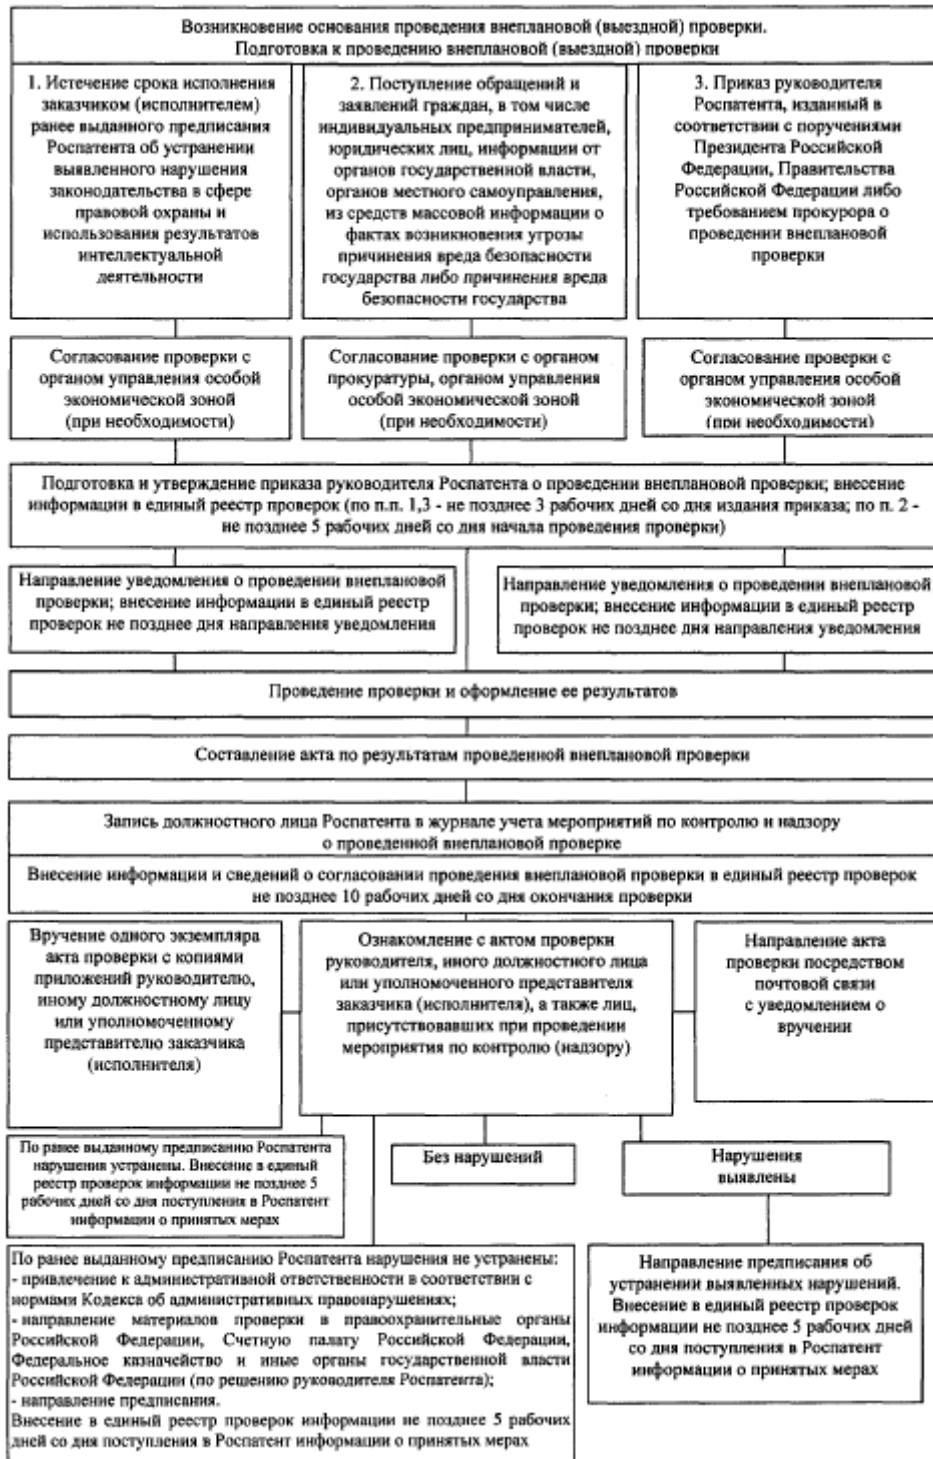 Возникновение основания проведения внеплановой (выездной) проверки.
Подготовка к проведению внеплановой (выездной) проверки
1. Истечение срока исполнения
заказчиком (исполнителем)
ранее выданного предписания
Роспатента об устранении
выявленного нарушения
законодательства в сфере
правовой охраны и
использования результатов
интеллектуальной
деятельности
2. Поступление обращений и
заявлений граждан, в том числе
индивидуальных предпринимателей,
юридических лиц, информации от
органов государственной власти,
органов местного самоуправления,
из средств массовой информации о
фактах возникновения угрозы
причинения вреда безопасности
государства либо причинения вреда
безопасности государства
3. Приказ руководителя
Роспатента, изданный в
соответствии с поручениями
Президента Российской
Федерации, Правительства
Российской Федерации либо
требованием прокурора о
проведении внеплановой
проверки
Согласование проверки с
органом управления особой
экономической зоной
(при необходимости)
Согласование проверки с органом
прокуратуры, органом управления
особой экономической зоной
(при необходимости)
Согласование проверки с
органом управления особой
экономической зоной
(при необходимости)
Подготовка и утверждение приказа руководителя Роспатента о проведении внеплановой проверки; внесение
информации в единый реестр проверок (по п.п. 1,3 - не позднее 3 рабочих дней со дня издания приказа; по п. 2 -
не позднее 5 рабочих дней со дня начала проведения проверки)
Направление уведомления о проведении внеплановой
проверки; внесение информации в единый реестр
проверок не позднее дня направления уведомления
Направление уведомления о проведении внеплановой
проверки; внесение информации в единый реестр
проверок не позднее дня направления уведомления
Проведение проверки и оформление ее результатов
Составление акта по результатам проведенной внеплановой проверки
Запись должностного лица Роспатента в журнале учета мероприятий по контролю и надзору
о проведенной внеплановой проверке
Внесение информации и сведений о согласовании проведения внеплановой проверки в единый реестр проверок
не позднее 10 рабочих дней со дня окончания проверки
Вручение одного экземпляра
акта проверки с копиями
приложений руководителю,
иному должностному лицу
или уполномоченному
представителю заказчика
(исполнителя)
Ознакомление с актом проверки
руководителя, иного должностного лица
или уполномоченного представителя
заказчика (исполнителя), а также лиц,
присутствовавших при проведении
мероприятия по контролю (надзору)
Направление акта
проверки посредством
почтовой связи
с уведомлением о
вручении
По ранее выданному предписанию Роспатента
нарушения устранены. Внесение в единый
реестр проверок информации не позднее 5
рабочих дней со дня поступления в Роспатент
информации о принятых мерах
Без нарушений
Нарушения
выявлены
По ранее выданному предписанию Роспатента нарушения не устранены:
- привлечение к административной ответственности в соответствии с
нормами Кодекса об административных правонарушениях;
- направление материалов проверки в правоохранительные органы
Российской Федерации, Счетную палату Российской Федерации,
Федеральное казначейство и иные органы государственной власти
Российской Федерации (по решению руководителя Роспатента);
- направление предписания.
Внесение в единый реестр проверок информации не позднее 5 рабочих
дней со дня поступления в Роспатент информации о принятых мерах
Направление предписания об
устранении выявленных нарушений.
Внесение в единый реестр проверок
информации не позднее 5 рабочих дней
со дня поступления в Роспатент
информации о принятых мерах